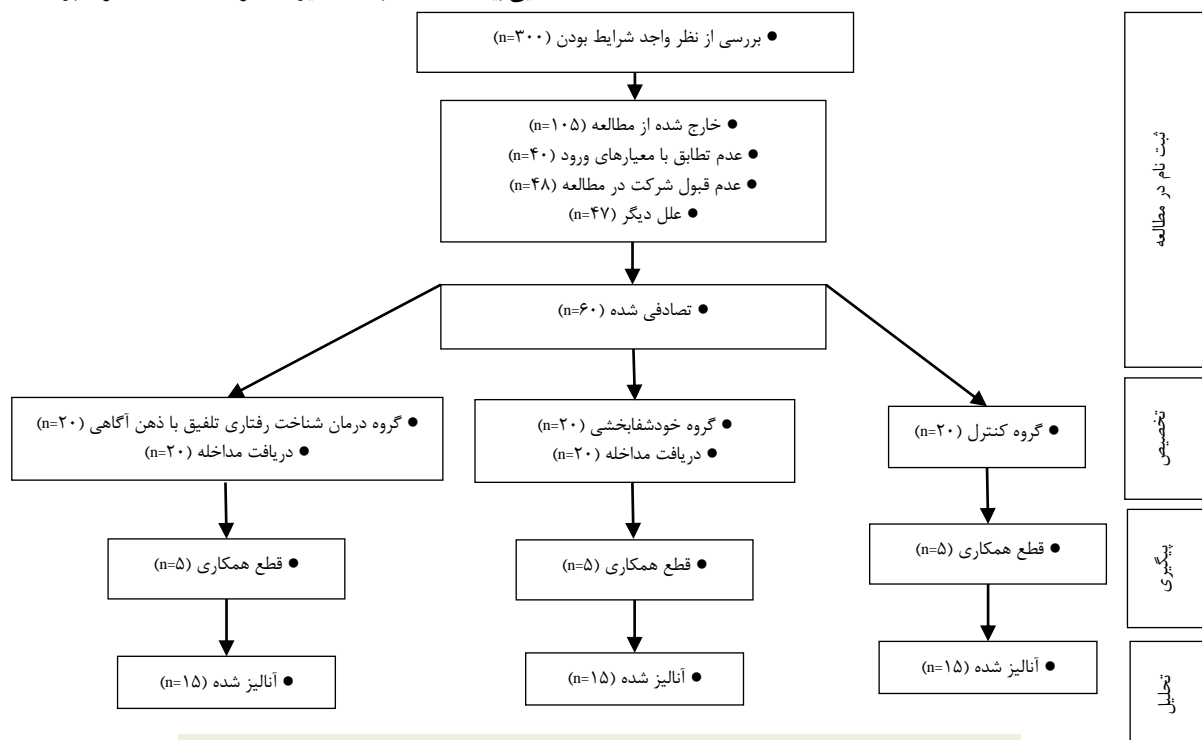 ● بررسی از نظر واجد شرایط بودن (n=۳۰۰)
● خارج شده از مطالعه (n=۱۰۵)
● عدم تطابق با معیارهای ورود (n=۴۰)
● عدم قبول شرکت در مطالعه (n=۴۸)
● علل دیگر (n=۴۷)
ثبت نام در مطالعه
● تصادفی شده (n=۶۰)
● گروه کنترل (n=۲۰)
● گروه خودشفابخشی (n=۲۰)
● دریافت مداخله (n=۲۰)
● گروه درمان شناخت رفتاری تلفیق با ذهن آگاهی (n=۲۰)
● دریافت مداخله (n=۲۰)
تخصیص
● قطع همکاری (n=۵)
● قطع همکاری (n=۵)
● قطع همکاری (n=۵)
پیگیری
● آنالیز شده (n=۱۵)
● آنالیز شده (n=۱۵)
● آنالیز شده (n=۱۵)
تحلیل